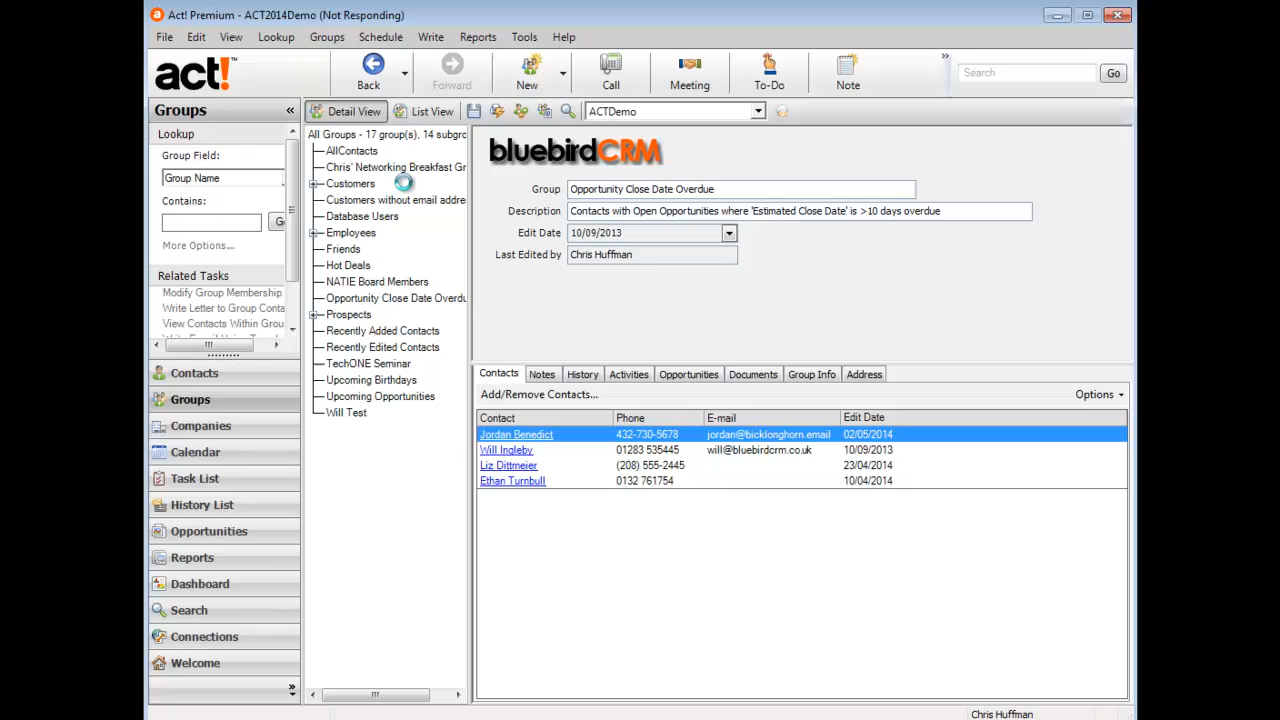 Act! Premium - ACT2014Demo (Not Responding)
File Edit View Lookup Groups Schedule Write Reports Tools Help
act!™
Back
Forward
New
Call
Meeting
To-Do
Note
»
Search
Go
Groups «
Detail View
List View
ACTDemo
Lookup
Group Field:
Group Name
Contains:
More Options...
Related Tasks
Modify Group Membership
Write Letter to Group Conta
View Contacts Within Grou
Contacts
Groups
Companies
Calendar
Task List
History List
Opportunities
Reports
Dashboard
Search
Connections
Welcome
All Groups - 17 group(s), 14 subgro
AllContacts
Chris' Networking Breakfast Gr
Customers
Customers without email addre
Database Users
Employees
Friends
Hot Deals
NATIE Board Members
Opportunity Close Date Overdu
Prospects
Recently Added Contacts
Recently Edited Contacts
TechONE Seminar
Upcoming Birthdays
Upcoming Opportunities
Will Test
bluebirdCRM
Group Opportunity Close Date Overdue
Description Contacts with Open Opportunities where 'Estimated Close Date' is >10 days overdue
Edit Date 10/09/2013
Last Edited by Chris Huffman
Contacts Notes History Activities Opportunities Documents Group Info Address
Add/Remove Contacts... Options
Contact Phone E-mail Edit Date
Jordan Benedict 432-730-5678 jordan@bicklonghorn.email 02/05/2014
Will Ingleby 01283 535445 will@bluebirdcrm.co.uk 10/09/2013
Liz Dittmeier (208) 555-2445 23/04/2014
Ethan Turnbull 0132 761754 10/04/2014
Chris Huffman